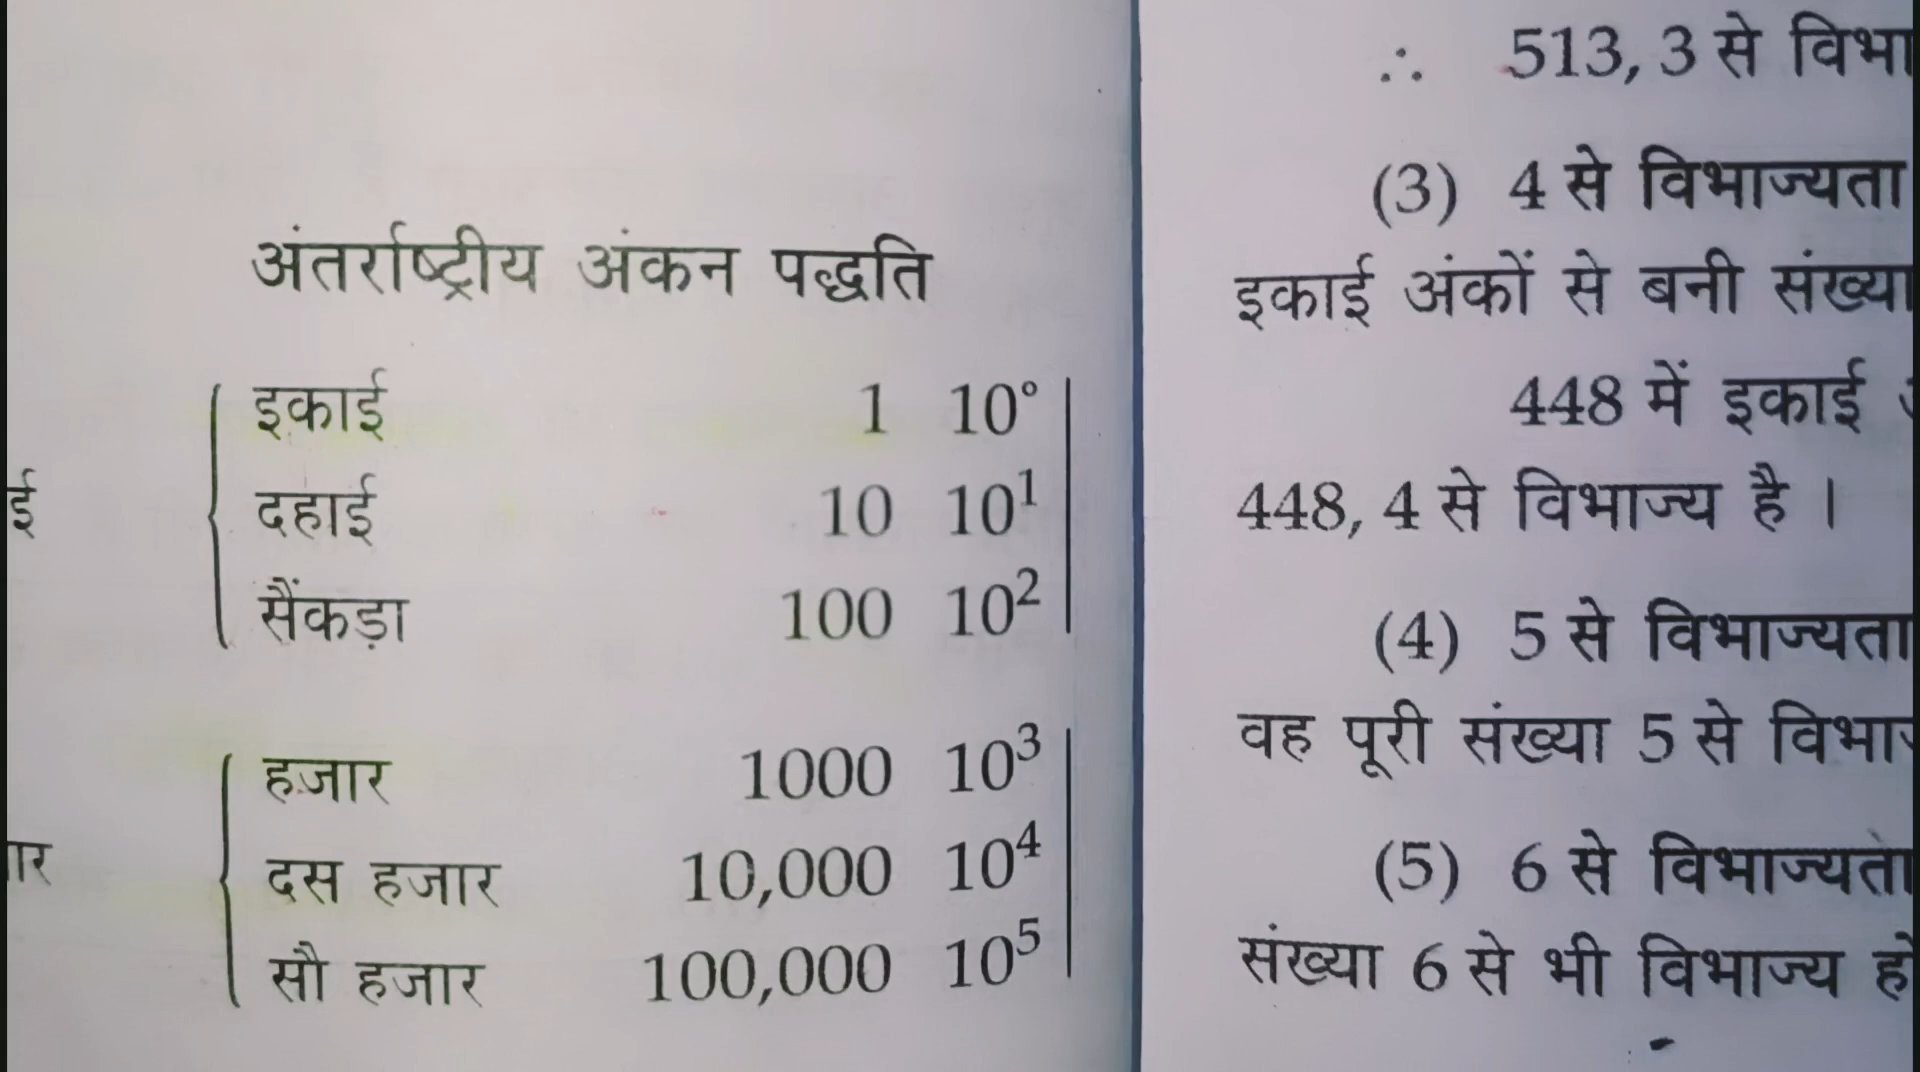 अंतर्राष्ट्रीय अंकन पद्धति
इकाई 1 10°
दहाई 10 10¹
सैंकड़ा 100 10²
हजार 1000 10³
दस हजार 10,000 10⁴
सौ हजार 100,000 10⁵
∴ 513, 3 से
(3) 4 से विभाज्यता
इकाई अंकों से बनी संख्या
448 में इकाई
448, 4 से विभाज्य है ।
(4) 5 से विभाज्यता
वह पूरी संख्या 5 से
(5) 6 से विभाज्यता
संख्या 6 से भी विभाज्य